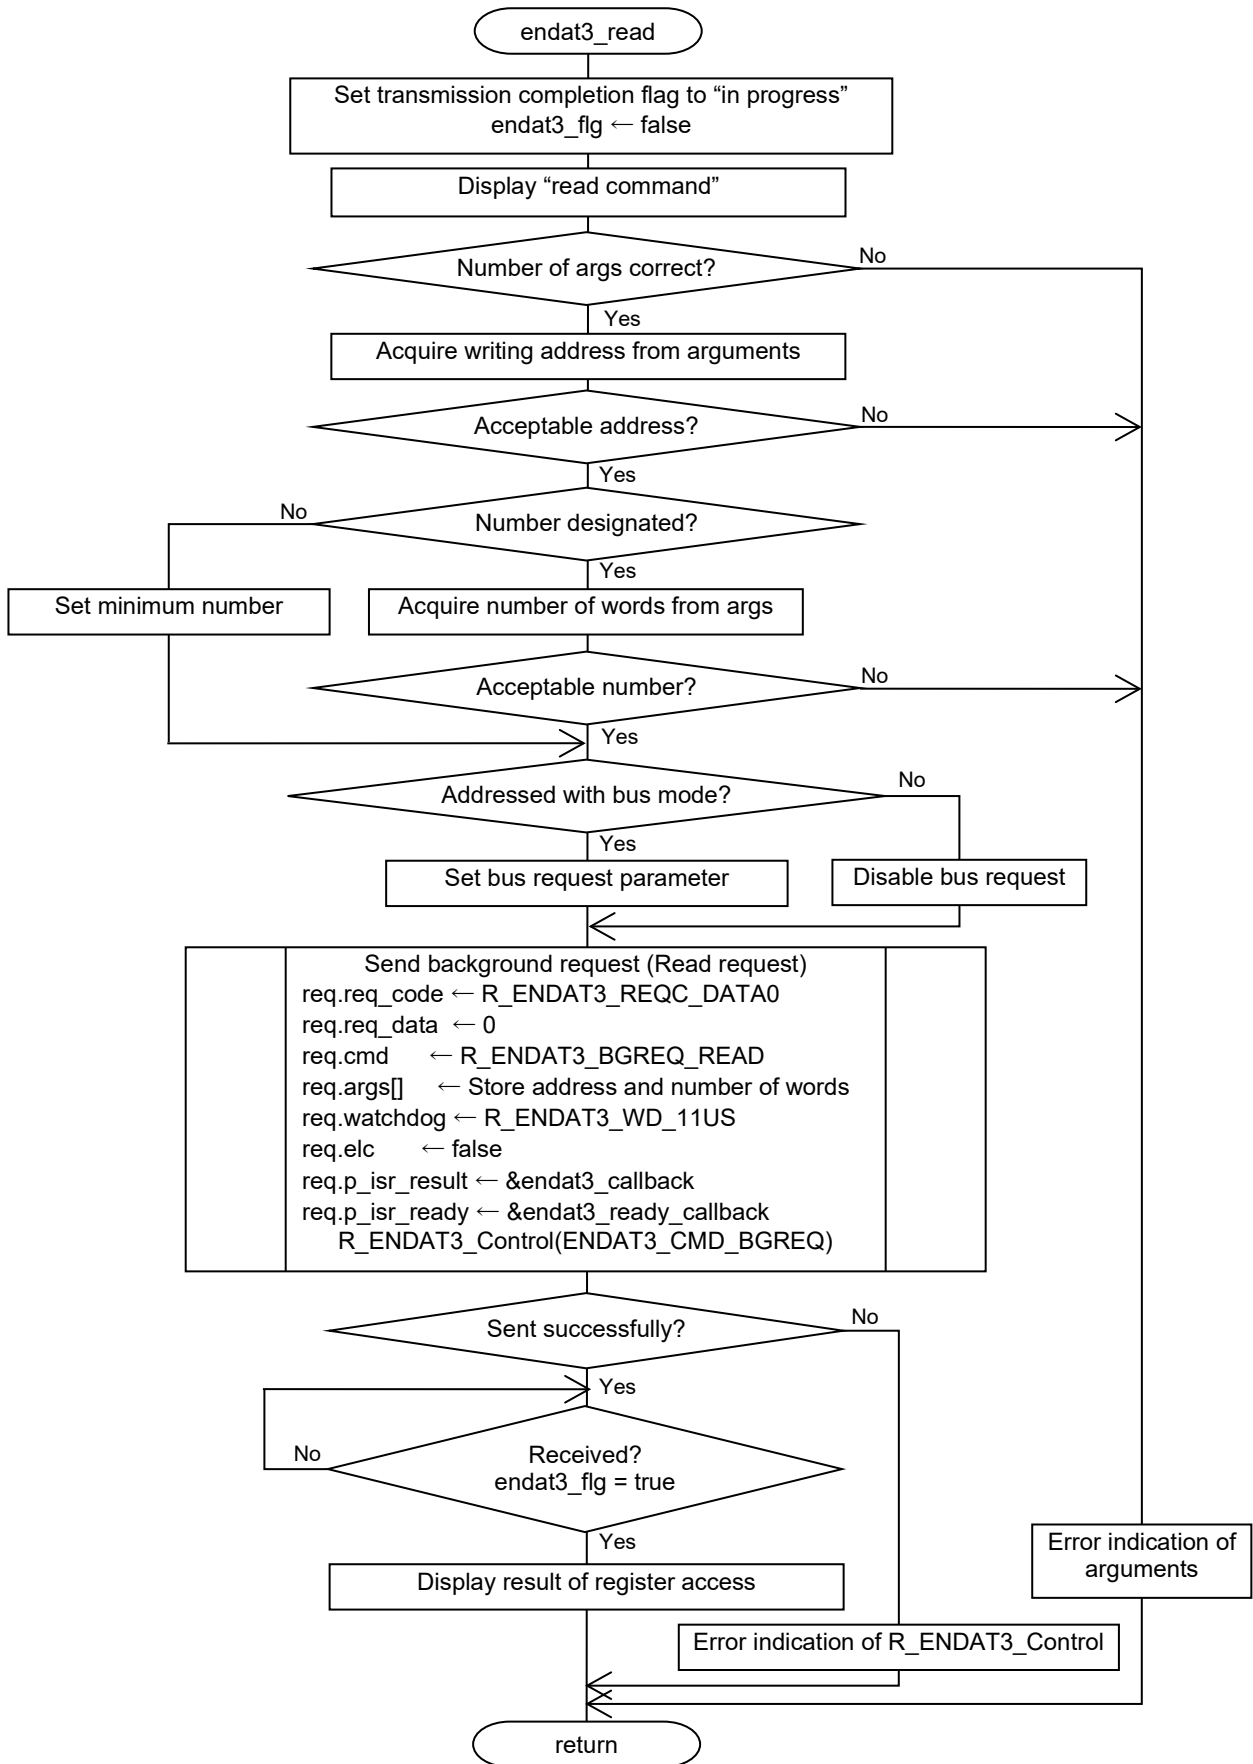 endat3_read
Set transmission completion flag to “in progress”
endat3_flg ← false
Display “read command”
Number of args correct?
No
Yes
Acquire writing address from arguments
Acceptable address?
No
Yes
No
Number designated?
Yes
Set minimum number
Acquire number of words from args
Acceptable number?
No
Yes
Addressed with bus mode?
No
Yes
Set bus request parameter
Disable bus request
Send background request (Read request)
req.req_code ← R_ENDAT3_REQC_DATA0
req.req_data ← 0
req.cmd ← R_ENDAT3_BGREQ_READ
req.args[] ← Store address and number of words
req.watchdog ← R_ENDAT3_WD_11US
req.elc ← false
req.p_isr_result ← &endat3_callback
req.p_isr_ready ← &endat3_ready_callback
R_ENDAT3_Control(ENDAT3_CMD_BGREQ)
Sent successfully?
No
Yes
No
Received?
endat3_flg = true
Yes
Display result of register access
Error indication of
arguments
Error indication of R_ENDAT3_Control
return